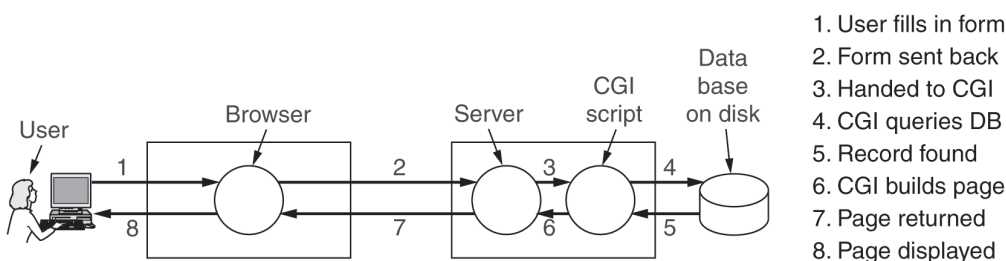 User
Browser
Server
CGI
script
Data
base
on disk
1
2
3
4
5
6
7
8
1. User fills in form
2. Form sent back
3. Handed to CGI
4. CGI queries DB
5. Record found
6. CGI builds page
7. Page returned
8. Page displayed